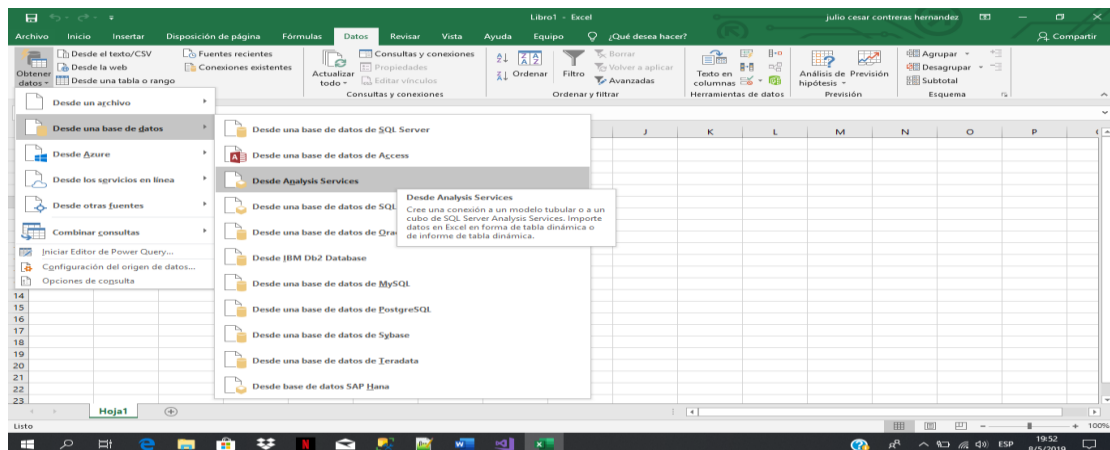 Libro1 - Excel
julio cesar contreras hernandez
Archivo Inicio Insertar Disposición de página Fórmulas Datos Revisar Vista Ayuda Equipo ¿Qué desea hacer? Compartir
Obtener datos
Desde el texto/CSV
Desde la web
Desde una tabla o rango
Fuentes recientes
Conexiones existentes
Actualizar todo
Consultas y conexiones
Propiedades
Editar vínculos
Consultas y conexiones
Ordenar
Filtro
Borrar
Volver a aplicar
Avanzadas
Ordenar y filtrar
Texto en columnas
Herramientas de datos
Análisis de hipótesis
Previsión
Previsión
Agrupar
Desagrupar
Subtotal
Esquema
Desde un archivo
Desde una base de datos
Desde Azure
Desde los servicios en línea
Desde otras fuentes
Combinar consultas
Iniciar Editor de Power Query...
Configuración del origen de datos...
Opciones de consulta
Desde una base de datos de SQL Server
Desde una base de datos de Access
Desde Analysis Services
Desde una base de datos de SQL
Desde una base de datos de Ora
Desde IBM Db2 Database
Desde una base de datos de MySQL
Desde una base de datos de PostgreSQL
Desde una base de datos de Sybase
Desde una base de datos de Teradata
Desde base de datos SAP Hana
Desde Analysis Services
Cree una conexión a un modelo tubular o a un
cubo de SQL Server Analysis Services. Importe
datos en Excel en forma de tabla dinámica o
de informe de tabla dinámica.
J K L M N O P
14
15
16
17
18
19
20
21
22
23
Hoja1
Listo
100%
ESP
19:52
8/5/2019